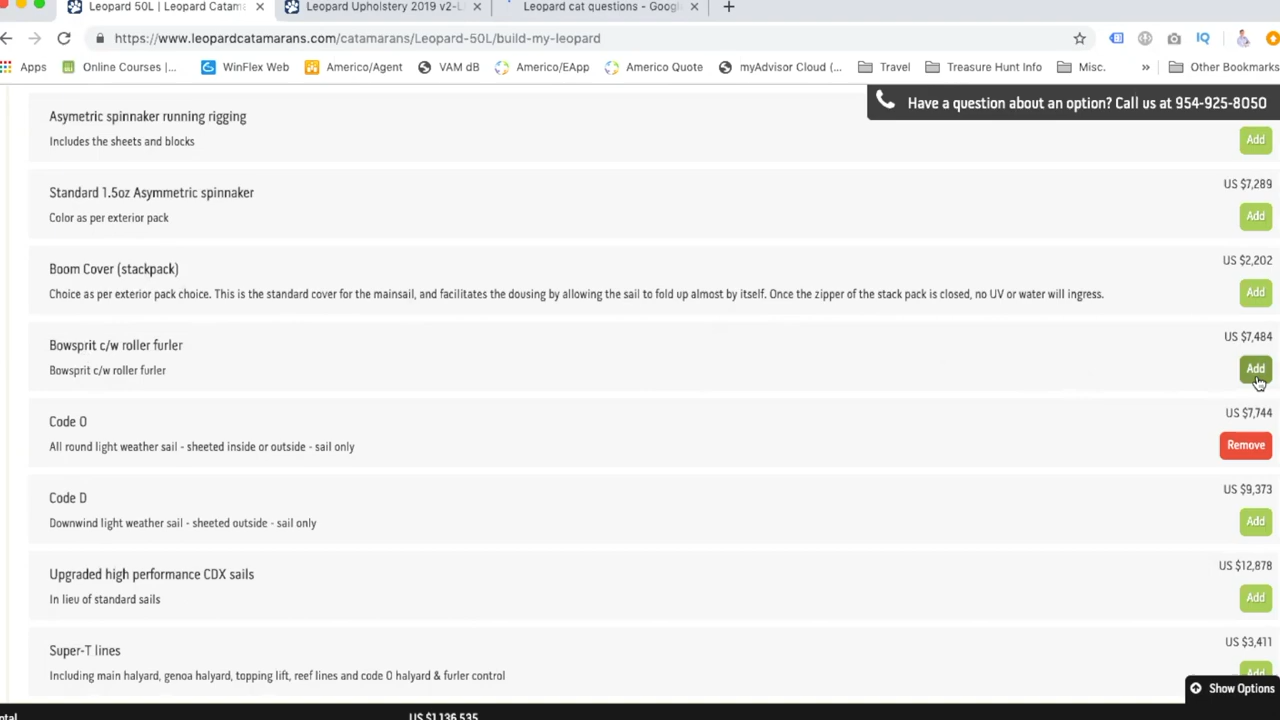 Leopard 50L | Leopard Catama
Leopard Upholstery 2019 v2-L
Leopard cat questions - Google
https://www.leopardcatamarans.com/catamarans/Leopard-50L/build-my-leopard
Apps
Online Courses |...
WinFlex Web
Americo/Agent
VAM dB
Americo/EApp
Americo Quote
myAdvisor Cloud (...
Travel
Treasure Hunt Info
Misc.
»
Other Bookmarks
Have a question about an option? Call us at 954-925-8050
Asymetric spinnaker running rigging
Includes the sheets and blocks
Add
Standard 1.5oz Asymmetric spinnaker
US $7,289
Color as per exterior pack
Add
Boom Cover (stackpack)
US $2,202
Choice as per exterior pack choice. This is the standard cover for the mainsail, and facilitates the dousing by allowing the sail to fold up almost by itself. Once the zipper of the stack pack is closed, no UV or water will ingress.
Add
Bowsprit c/w roller furler
US $7,484
Bowsprit c/w roller furler
Add
Code 0
US $7,744
All round light weather sail - sheeted inside or outside - sail only
Remove
Code D
US $9,373
Downwind light weather sail - sheeted outside - sail only
Add
Upgraded high performance CDX sails
US $12,878
In lieu of standard sails
Add
Super-T lines
US $3,411
Including main halyard, genoa halyard, topping lift, reef lines and code 0 halyard & furler control
Add
Show Options
US $1,136,535